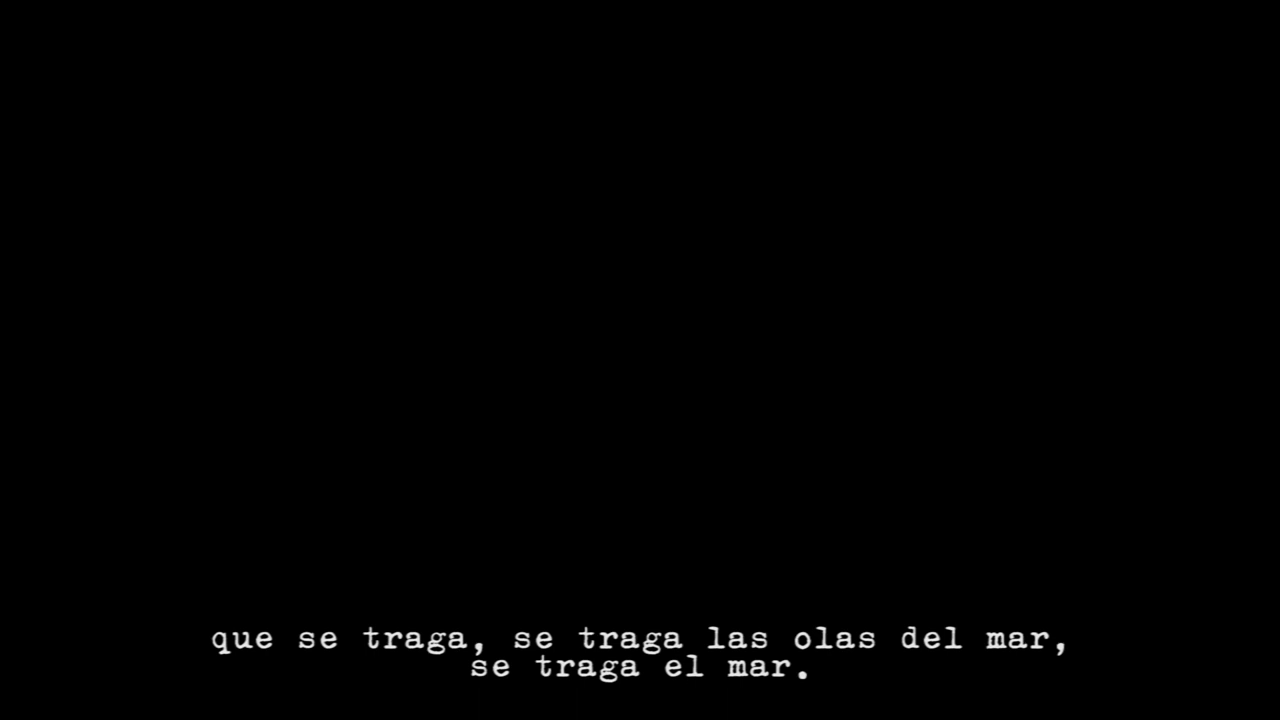 que se traga, se traga las olas del mar,
se traga el mar.